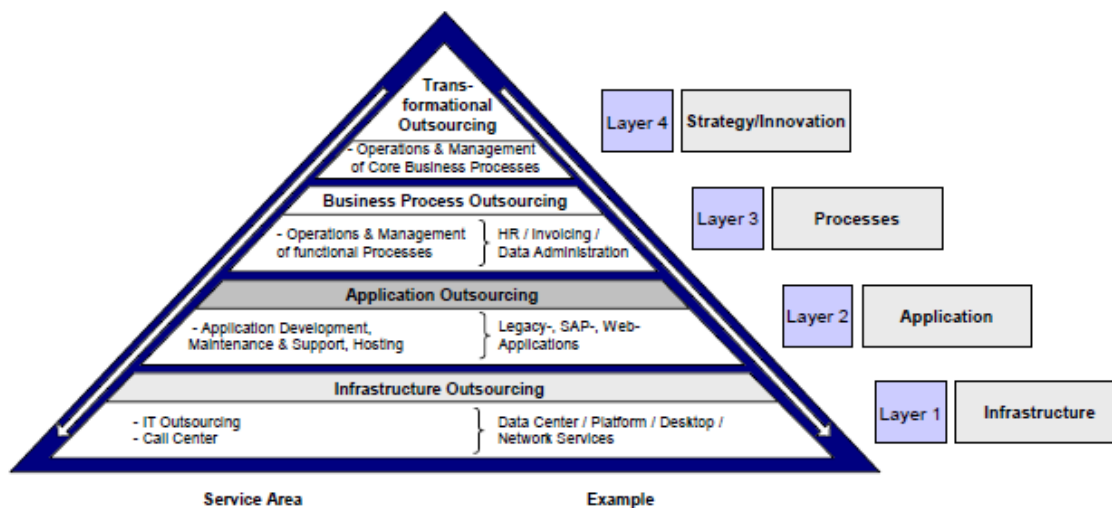 Trans-
formational
Outsourcing
- Operations & Management
of Core Business Processes
Layer 4
Strategy/Innovation
Business Process Outsourcing
- Operations & Management
of functional Processes
HR / Invoicing /
Data Administration
Layer 3
Processes
Application Outsourcing
- Application Development,
Maintenance & Support, Hosting
Legacy-, SAP-, Web-
Applications
Layer 2
Application
Infrastructure Outsourcing
- IT Outsourcing
- Call Center
Data Center / Platform / Desktop /
Network Services
Layer 1
Infrastructure
Service Area
Example